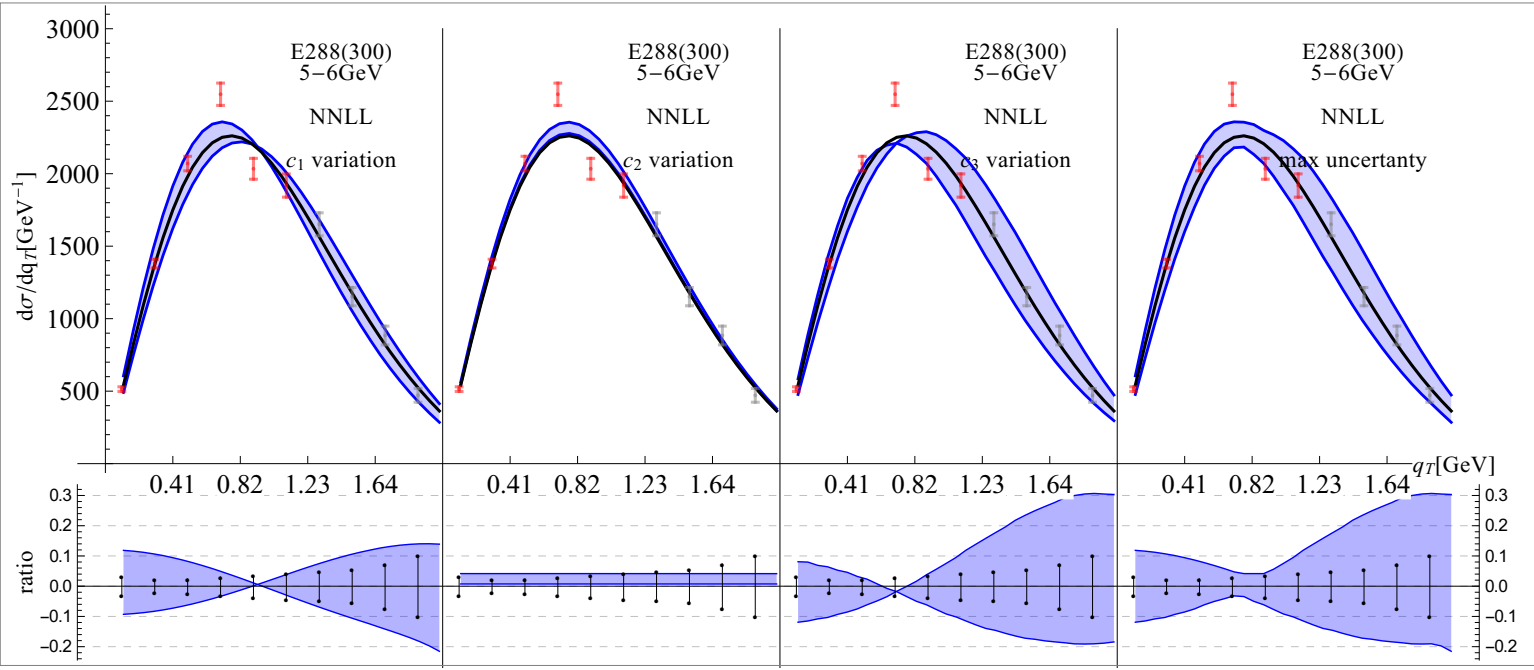 3000
2500
2000
1500
1000
500
dσ/dqT[GeV−1]
E288(300)
5−6GeV
NNLL
c1 variation
E288(300)
5−6GeV
NNLL
c2 variation
E288(300)
5−6GeV
NNLL
c3 variation
E288(300)
5−6GeV
NNLL
max uncertanty
qT[GeV]
0.41 0.82 1.23 1.64
0.41 0.82 1.23 1.64
0.41 0.82 1.23 1.64
0.41 0.82 1.23 1.64
ratio
0.3
0.2
0.1
0.0
−0.1
−0.2
0.3
0.2
0.1
0.0
−0.1
−0.2